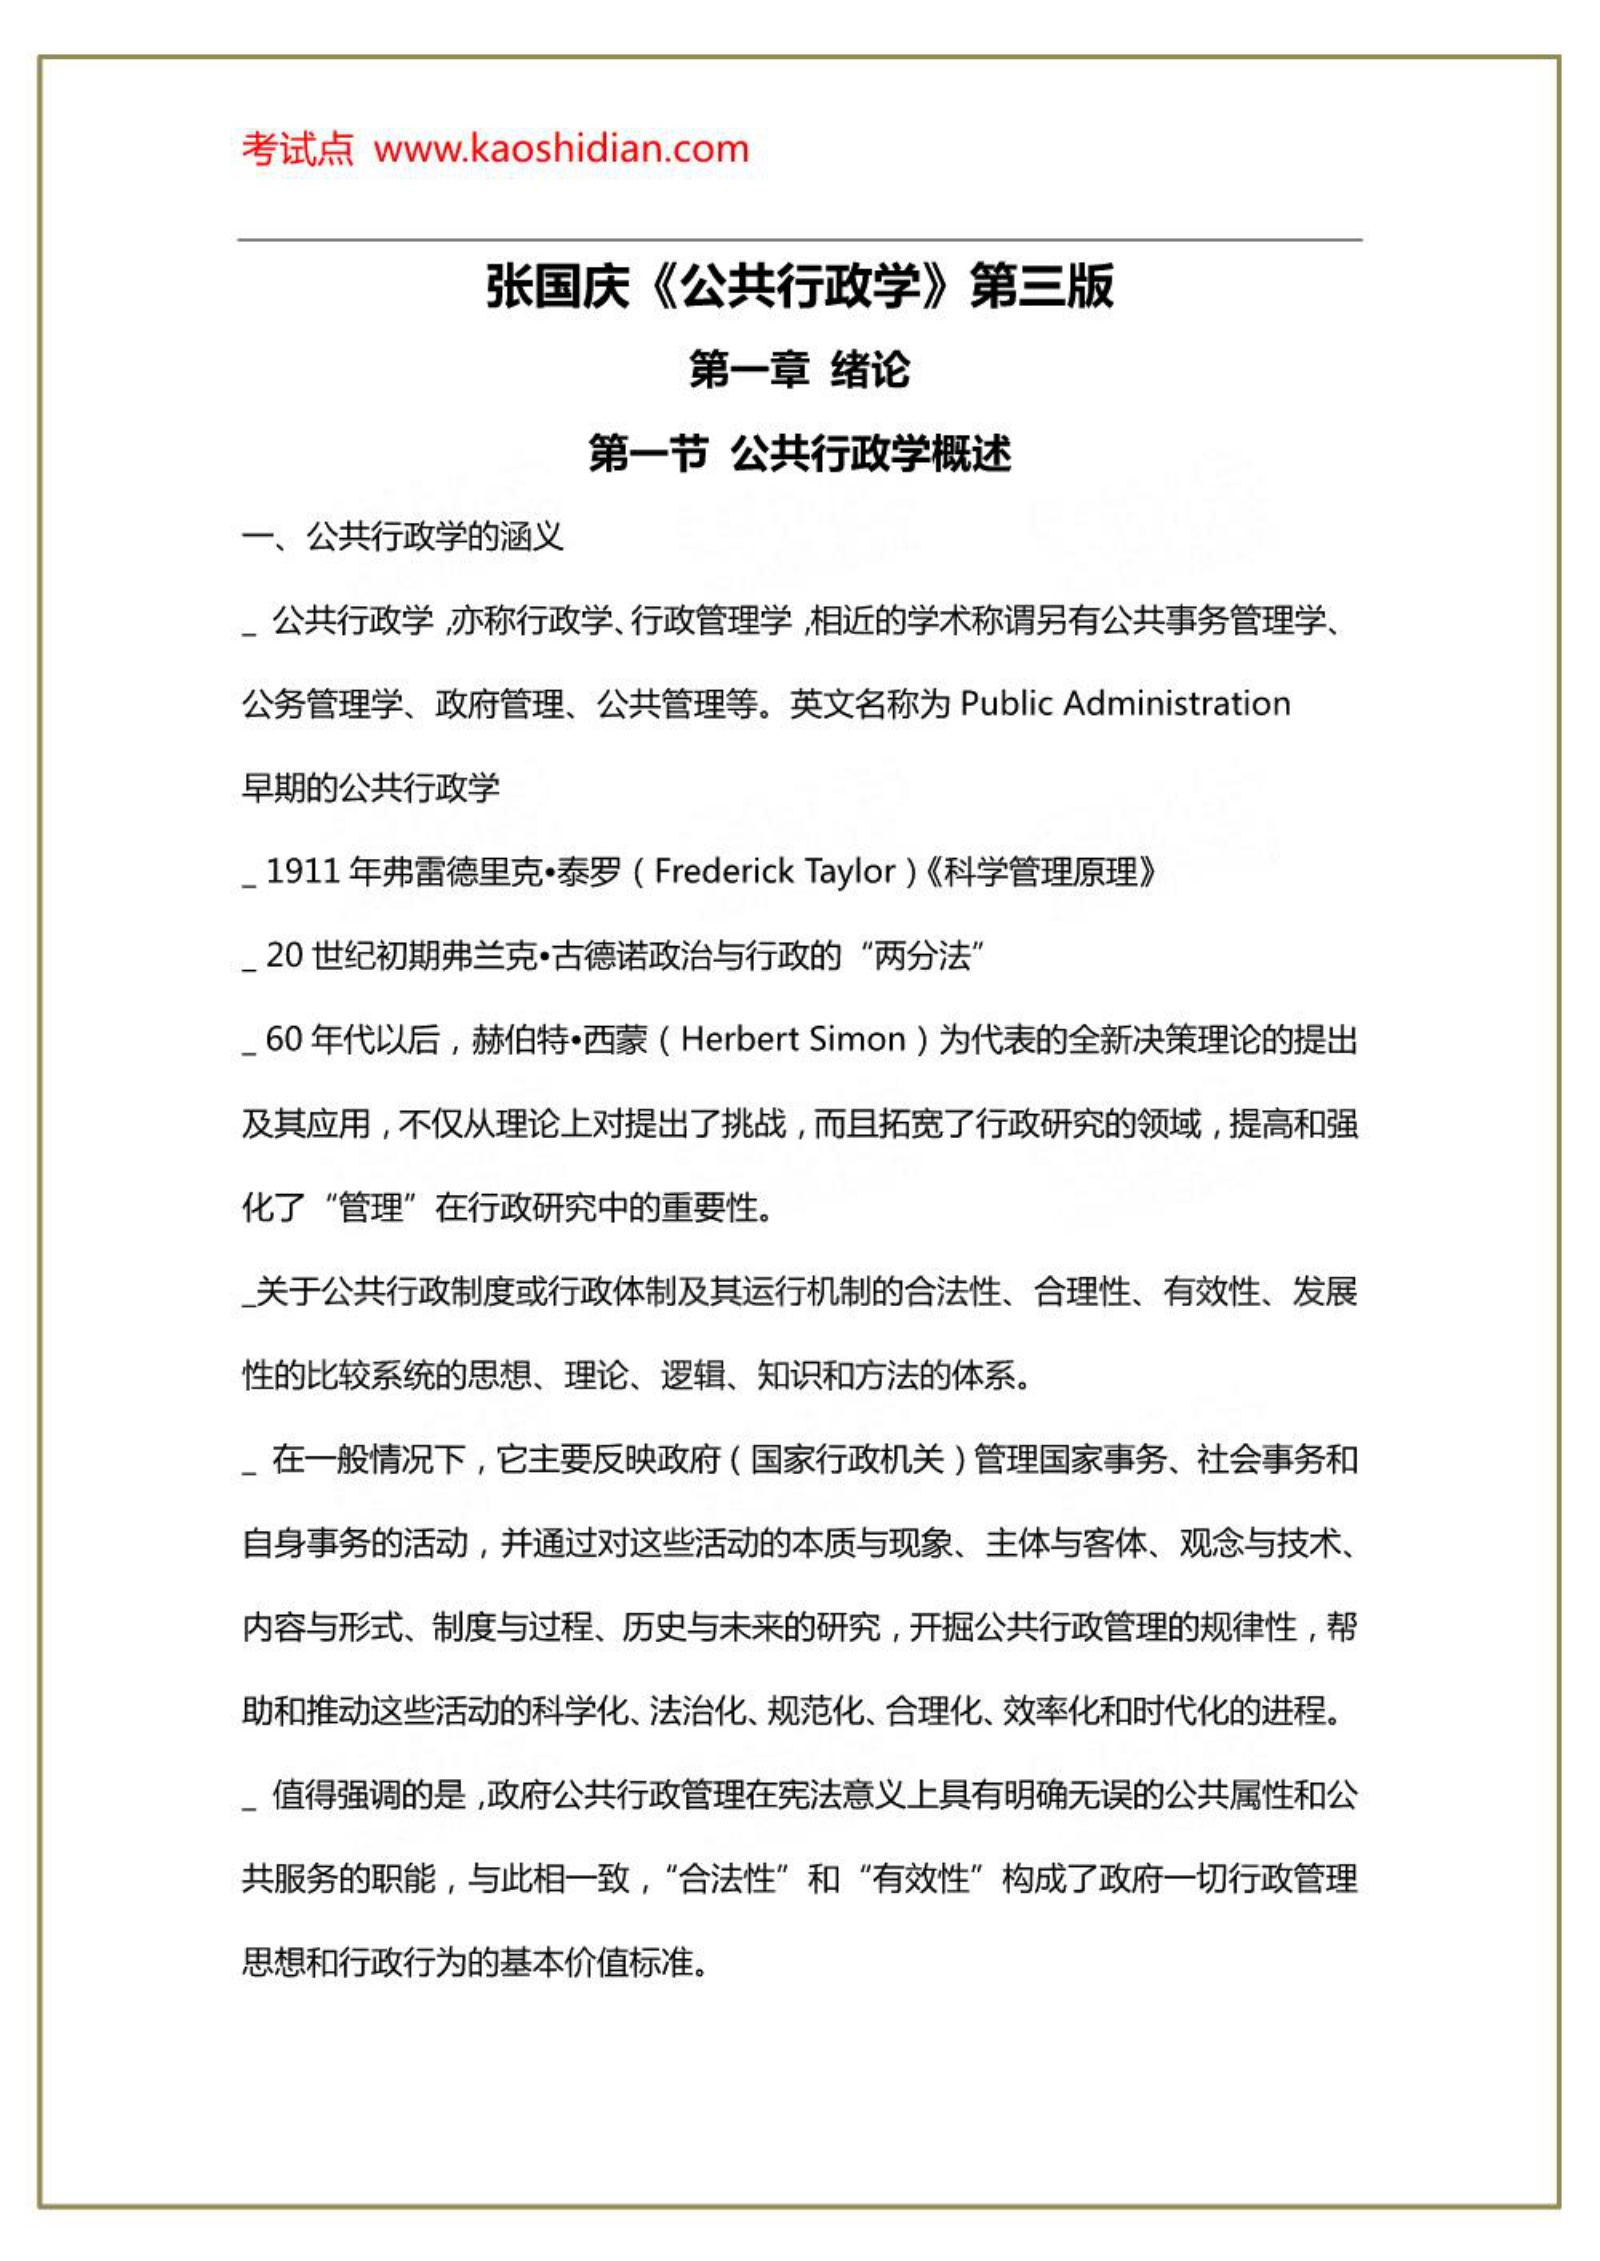 考试点 www.kaoshidian.com
张国庆《公共行政学》第三版
第一章 绪论
第一节 公共行政学概述
一、公共行政学的涵义
_ 公共行政学，亦称行政学、行政管理学，相近的学术称谓另有公共事务管理学、
公务管理学、政府管理、公共管理等。英文名称为 Public Administration
早期的公共行政学
_ 1911 年弗雷德里克•泰罗（Frederick Taylor）《科学管理原理》
_ 20 世纪初期弗兰克•古德诺政治与行政的“两分法”
_ 60 年代以后，赫伯特•西蒙（Herbert Simon）为代表的全新决策理论的提出
及其应用，不仅从理论上对提出了挑战，而且拓宽了行政研究的领域，提高和强
化了“管理”在行政研究中的重要性。
_关于公共行政制度或行政体制及其运行机制的合法性、合理性、有效性、发展
性的比较系统的思想、理论、逻辑、知识和方法的体系。
_ 在一般情况下，它主要反映政府（国家行政机关）管理国家事务、社会事务和
自身事务的活动，并通过对这些活动的本质与现象、主体与客体、观念与技术、
内容与形式、制度与过程、历史与未来的研究，开掘公共行政管理的规律性，帮
助和推动这些活动的科学化、法治化、规范化、合理化、效率化和时代化的进程。
_ 值得强调的是，政府公共行政管理在宪法意义上具有明确无误的公共属性和公
共服务的职能，与此相一致，“合法性”和“有效性”构成了政府一切行政管理
思想和行政行为的基本价值标准。